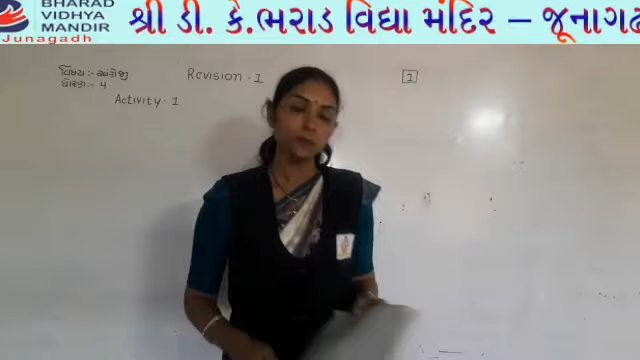 BHARAD
VIDHYA
MANDIR
Junagadh
શ્રી ડી. કે.ભરાડ વિદ્યા મંદિર – જૂનાગઢ
વિષય :- અંગ્રેજી
ધોરણ :- 4
Revision - 1
1
Activity - 1